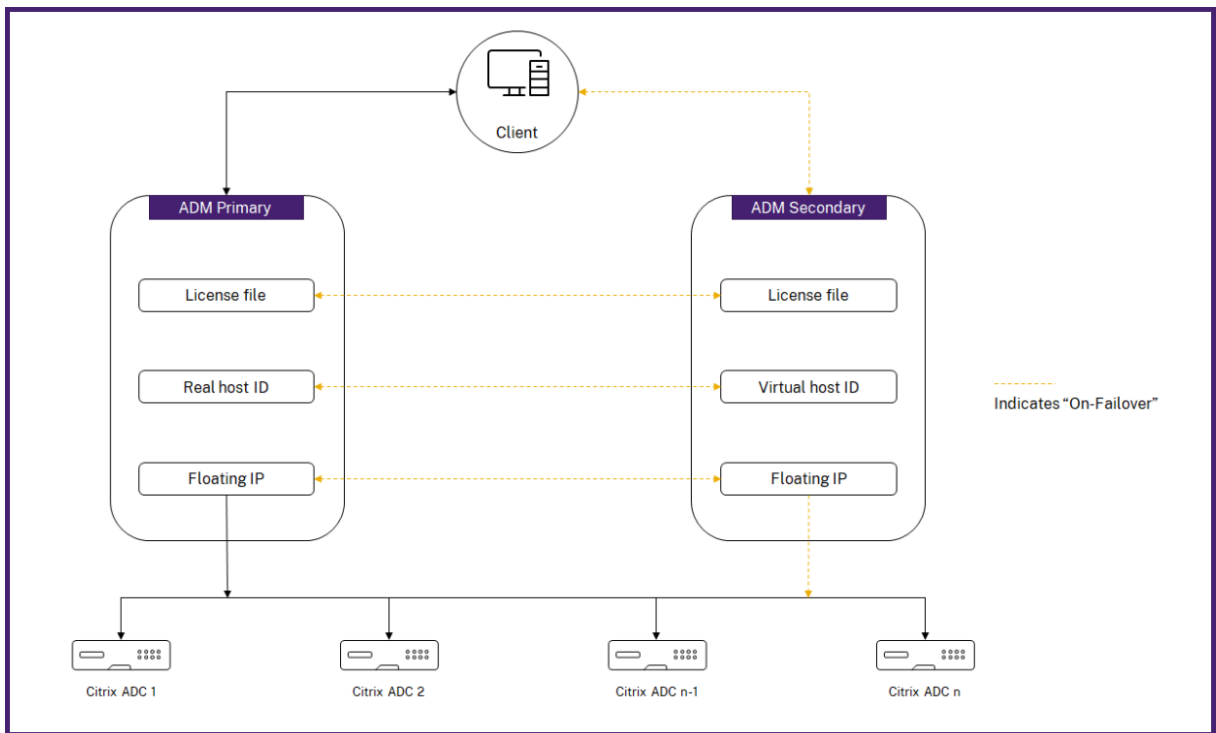 Client
ADM Primary
ADM Secondary
License file
License file
Real host ID
Virtual host ID
Indicates “On-Failover”
Floating IP
Floating IP
Citrix ADC 1
Citrix ADC 2
Citrix ADC n-1
Citrix ADC n